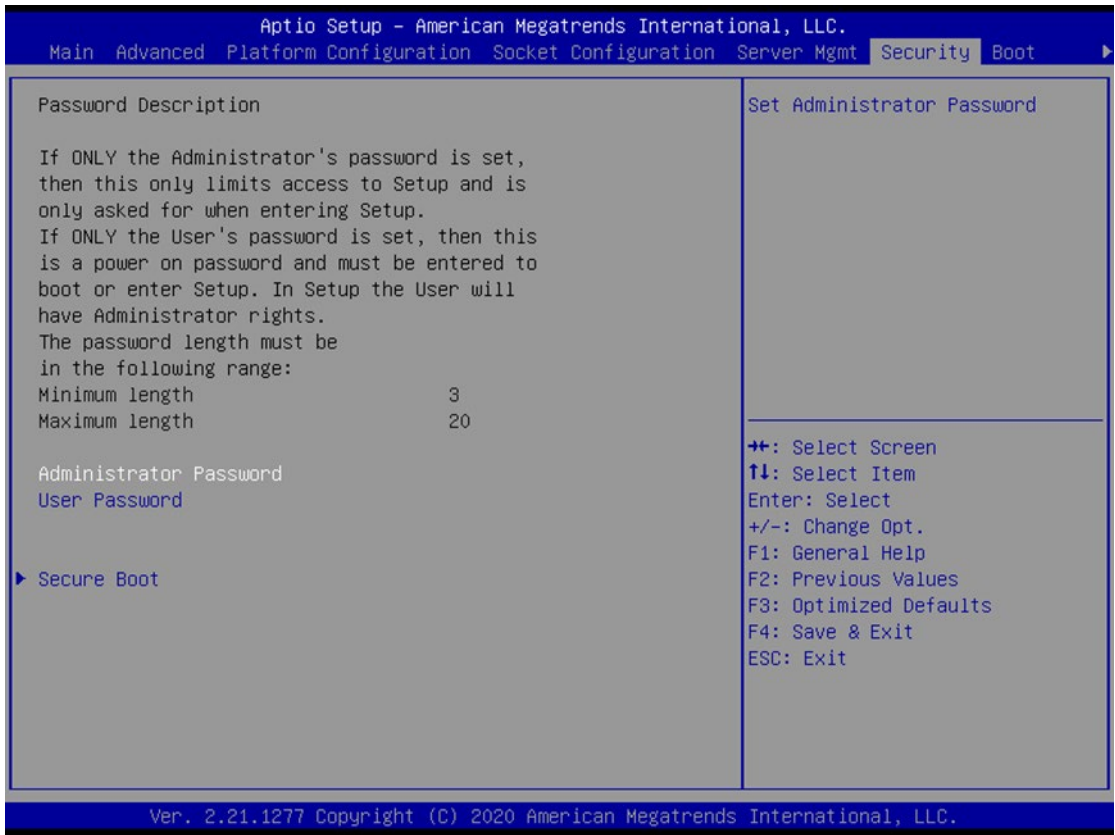 Aptio Setup – American Megatrends International, LLC.
Main Advanced Platform Configuration Socket Configuration Server Mgmt Security Boot
Password Description
If ONLY the Administrator's password is set,
then this only limits access to Setup and is
only asked for when entering Setup.
If ONLY the User's password is set, then this
is a power on password and must be entered to
boot or enter Setup. In Setup the User will
have Administrator rights.
The password length must be
in the following range:
Minimum length 3
Maximum length 20
Administrator Password
User Password
Secure Boot
Set Administrator Password
→←: Select Screen
↑↓: Select Item
Enter: Select
+/-: Change Opt.
F1: General Help
F2: Previous Values
F3: Optimized Defaults
F4: Save & Exit
ESC: Exit
Ver. 2.21.1277 Copyright (C) 2020 American Megatrends International, LLC.